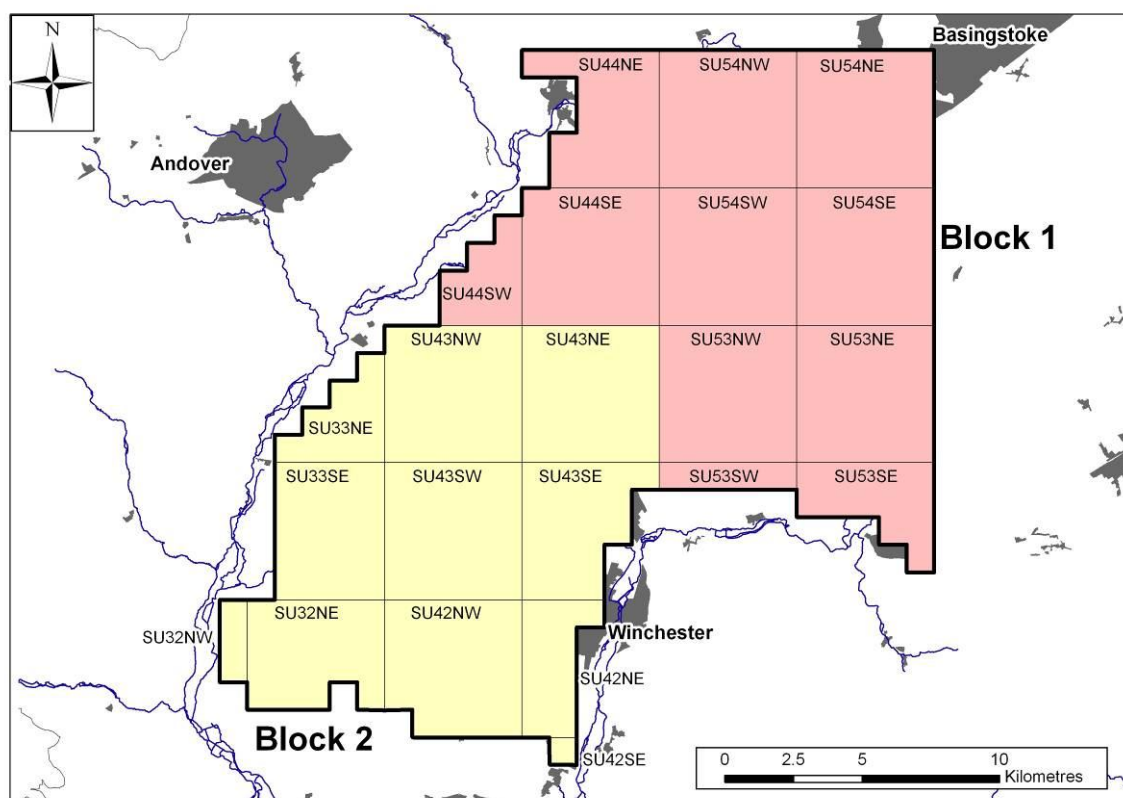 N
Basingstoke
SU44NE
SU54NW
SU54NE
Andover
SU44SE
SU54SW
SU54SE
Block 1
SU44SW
SU43NW
SU43NE
SU53NW
SU53NE
SU33NE
SU33SE
SU43SW
SU43SE
SU53SW
SU53SE
SU32NW
SU32NE
SU42NW
Winchester
SU42NE
Block 2
SU42SE
0 2.5 5 10
Kilometres